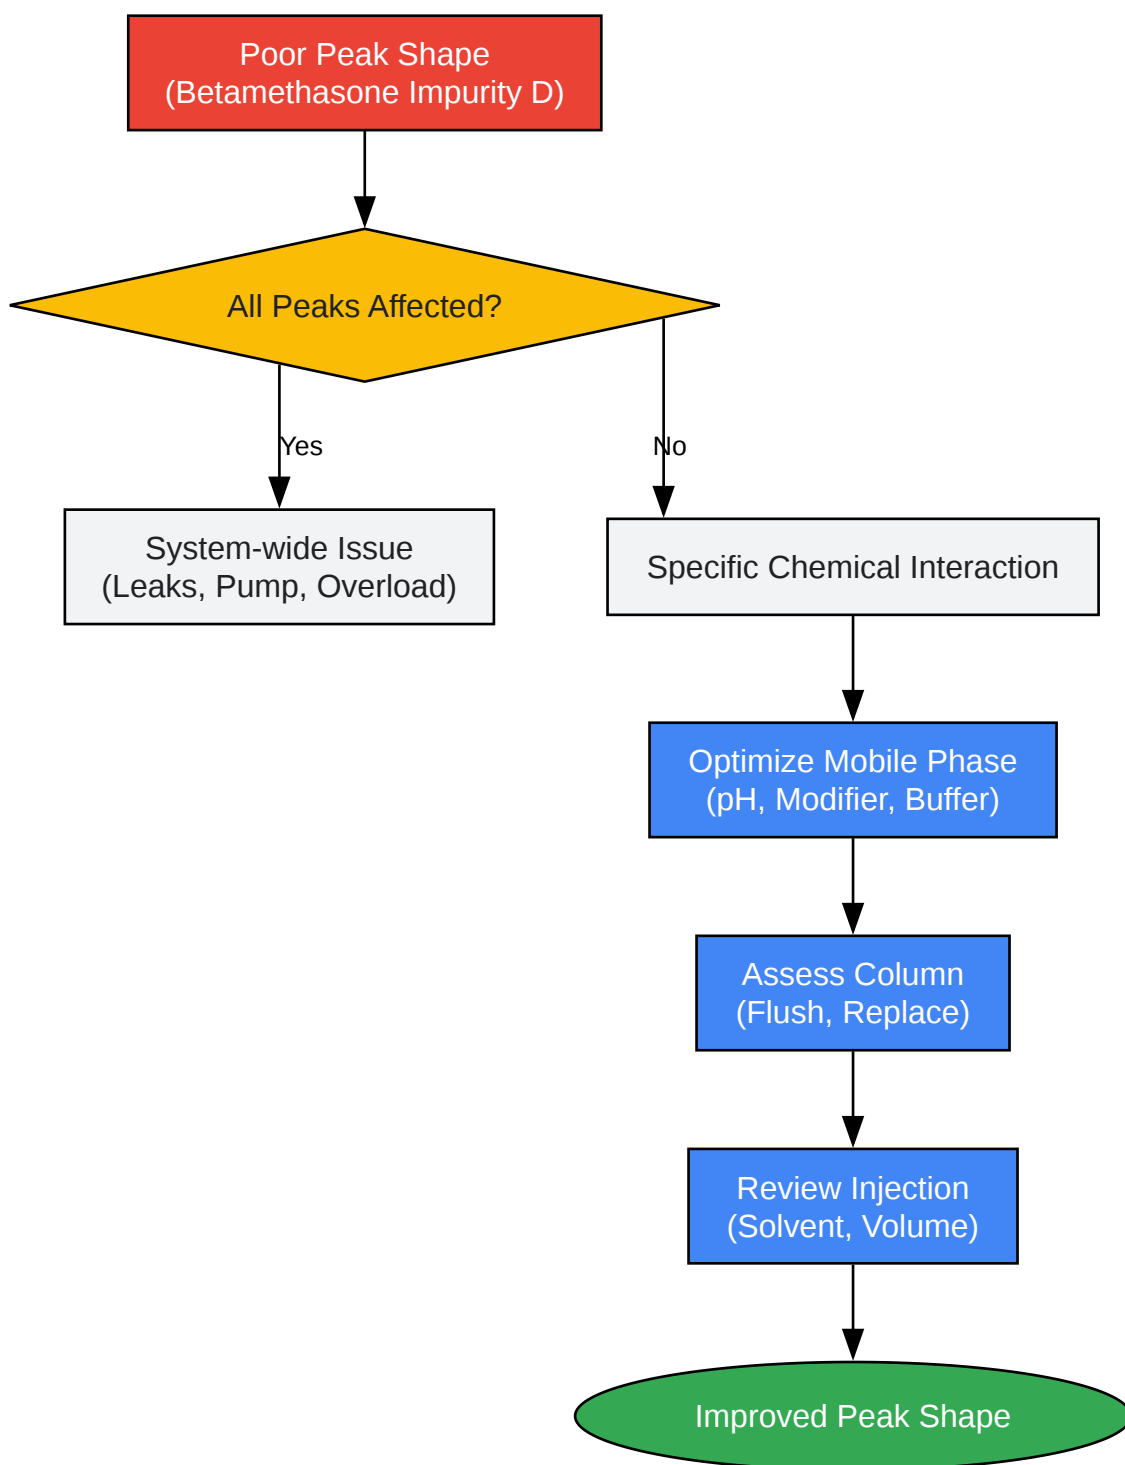 Poor Peak Shape
(Betamethasone Impurity D)
All Peaks Affected?
Yes
No
System-wide Issue
(Leaks, Pump, Overload)
Specific Chemical Interaction
Optimize Mobile Phase
(pH, Modifier, Buffer)
Assess Column
(Flush, Replace)
Review Injection
(Solvent, Volume)
Improved Peak Shape